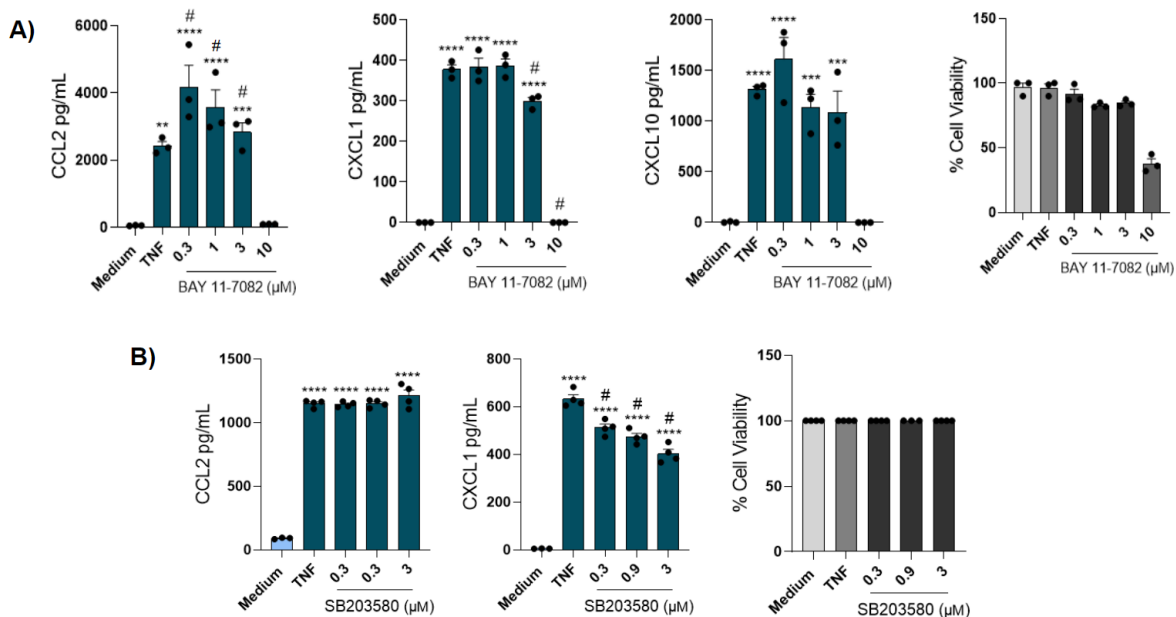 A)
CCL2 pg/mL
6000
4000
2000
0
** # **** # **** # ***
Medium TNF 0.3 1 3 10
BAY 11-7082 (µM)
CXCL1 pg/mL
500
400
300
200
100
0
**** **** **** # **** #
Medium TNF 0.3 1 3 10
BAY 11-7082 (µM)
CXCL10 pg/mL
2000
1500
1000
500
0
**** **** *** ***
Medium TNF 0.3 1 3 10
BAY 11-7082 (µM)
% Cell Viability
150
100
50
0
Medium TNF 0.3 1 3 10
BAY 11-7082 (µM)
B)
CCL2 pg/mL
1500
1000
500
0
**** **** **** ****
Medium TNF 0.3 0.3 3
SB203580 (µM)
CXCL1 pg/mL
800
600
400
200
0
**** # **** # **** # ****
Medium TNF 0.3 0.9 3
SB203580 (µM)
% Cell Viability
150
100
50
0
Medium TNF 0.3 0.9 3
SB203580 (µM)